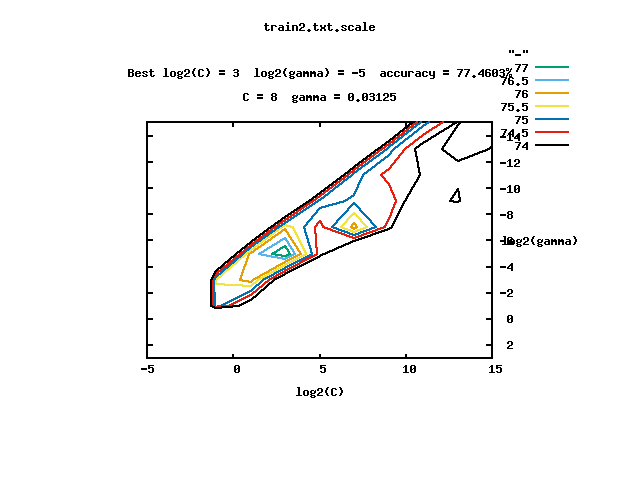 train2.txt.scale
"-"
Best log2(C) = 3  log2(gamma) = -5  accuracy = 77.4603%
77
76.5
C = 8  gamma = 0.03125
76
75.5
75
74.5
74
-14
-12
-10
-8
-6
log2(gamma)
-4
-2
0
2
-5 0 5 10 15
log2(C)